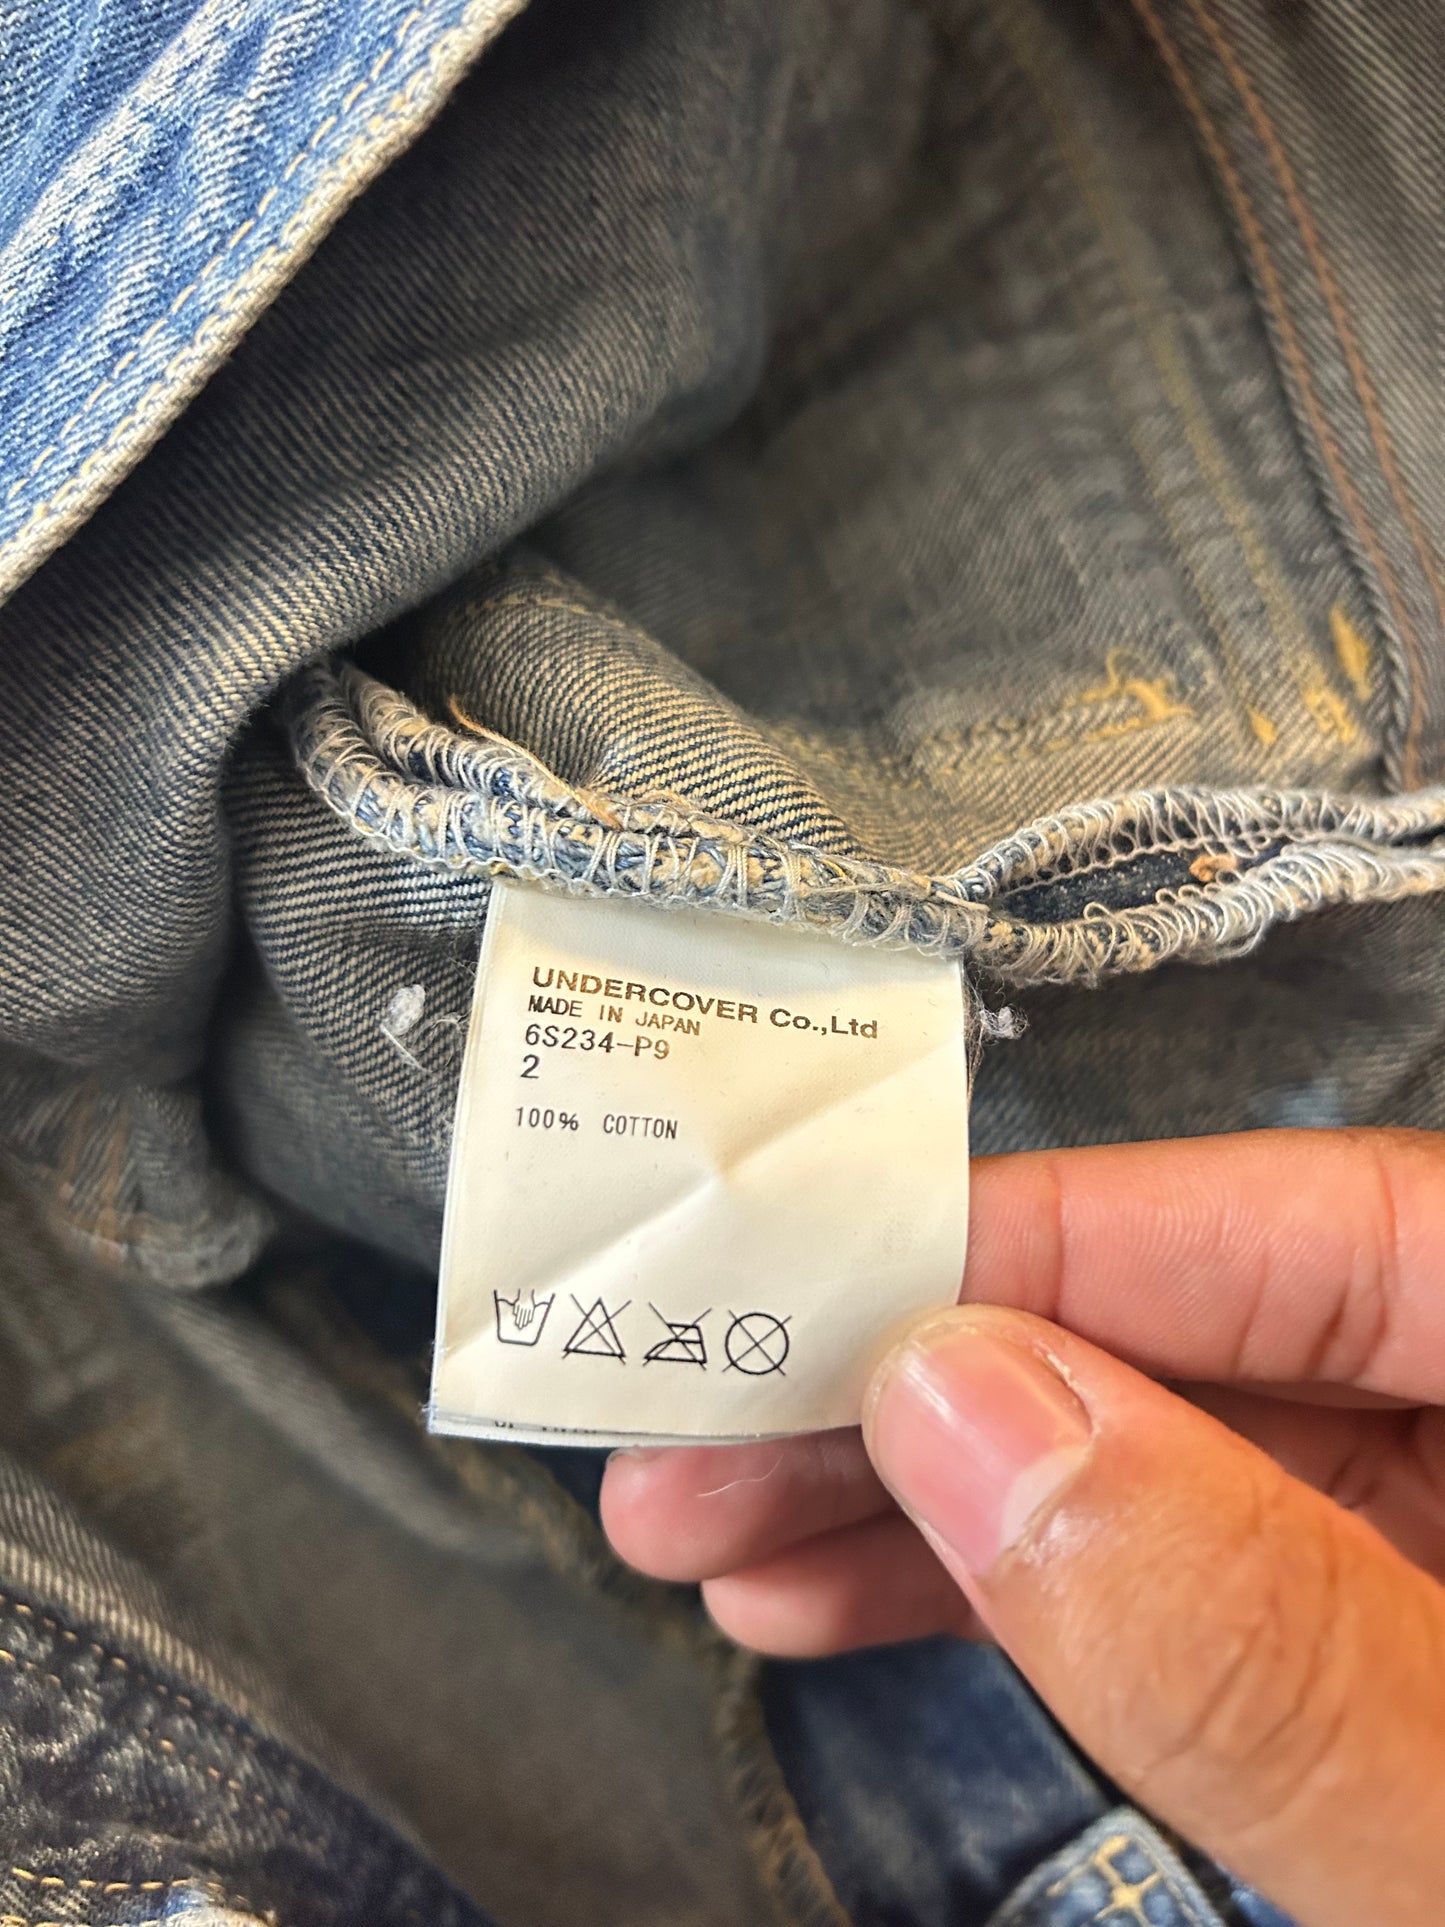 UNDERCOVER Co.,Ltd
MADE IN JAPAN
6S234-P9
2
100% COTTON